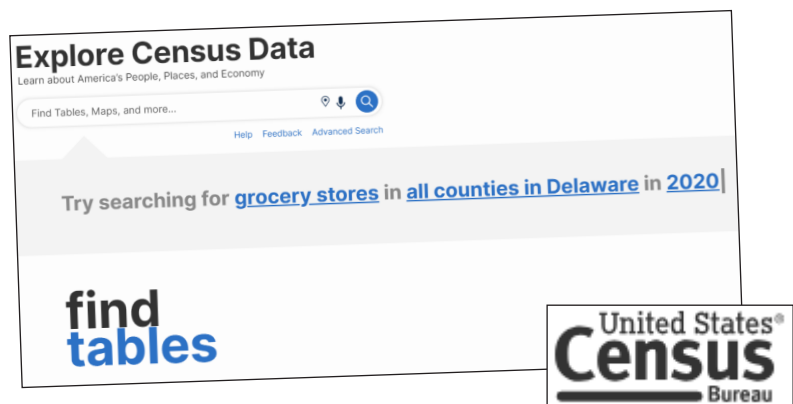 Explore Census Data
Learn about America's People, Places, and Economy
Find Tables, Maps, and more...
Help Feedback Advanced Search
Try searching for grocery stores in all counties in Delaware in 2020
find
tables
United States®
Census
Bureau